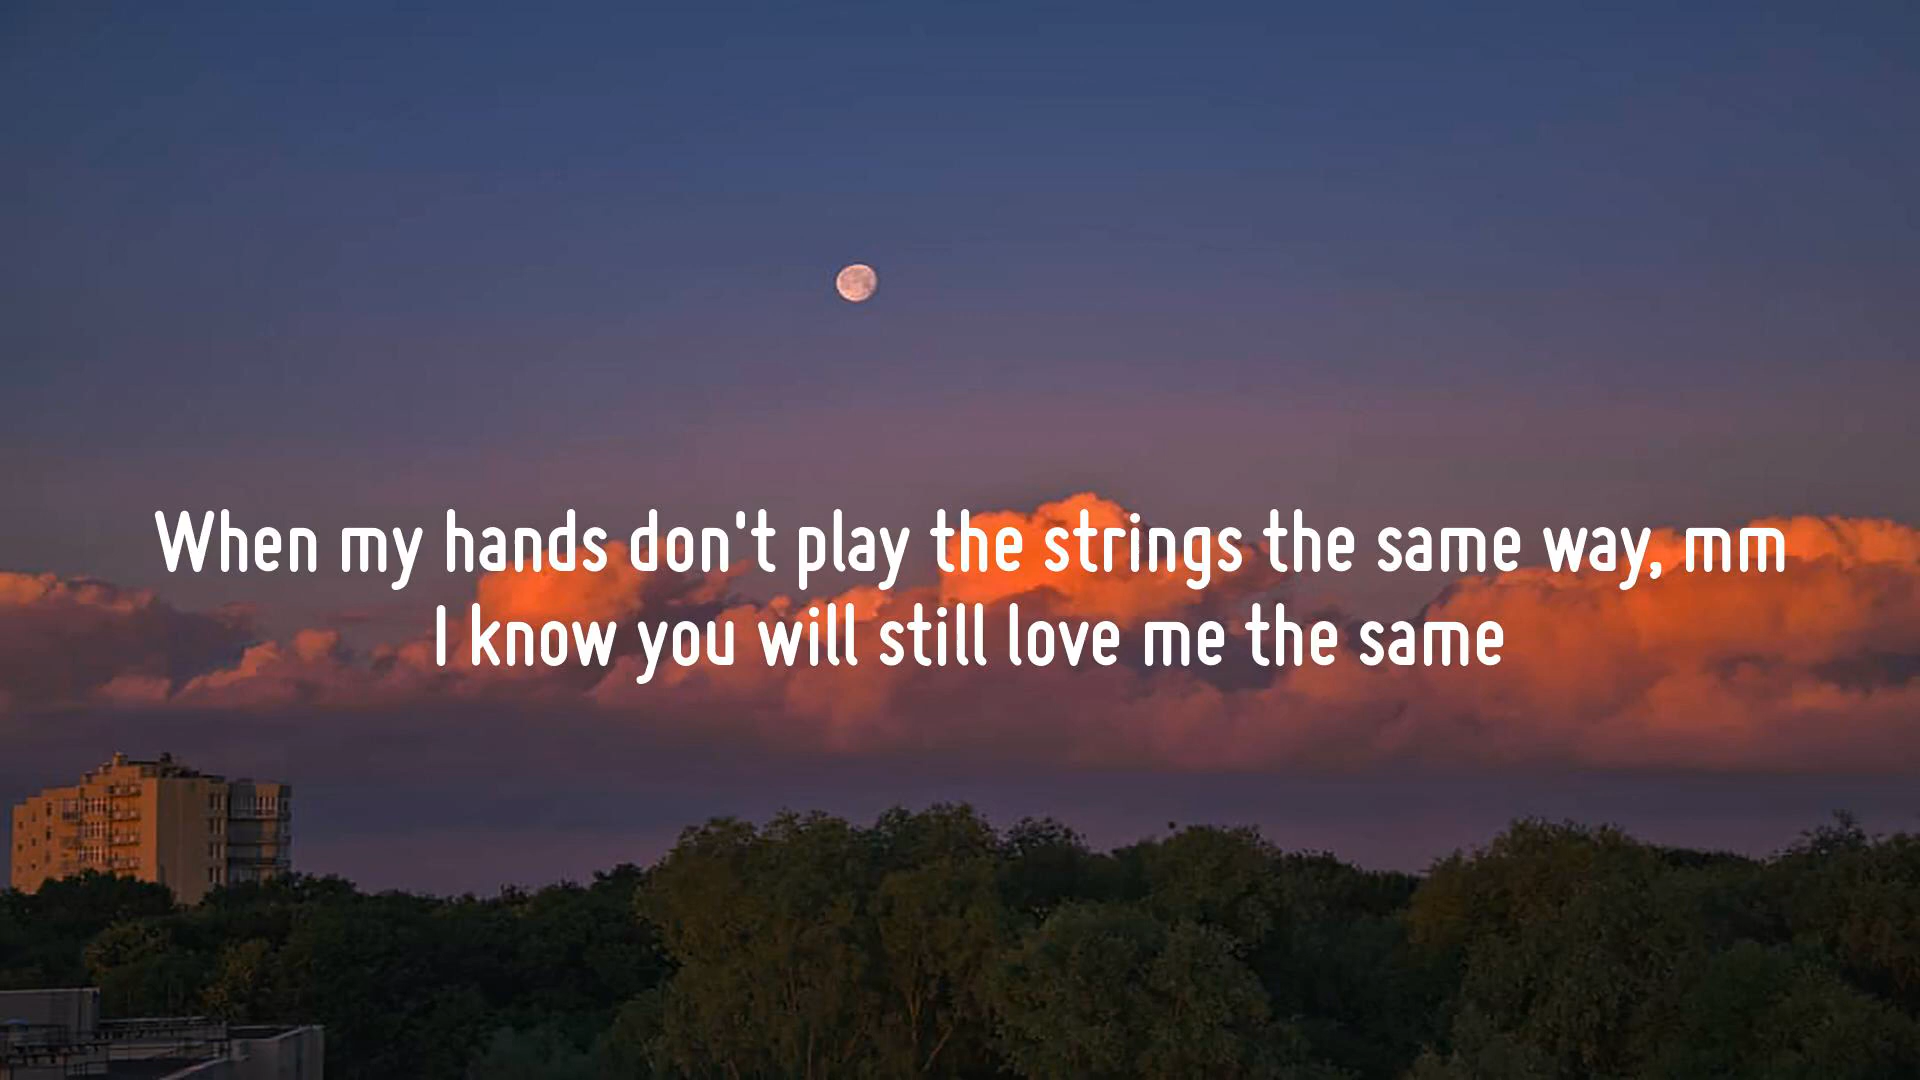 When my hands don't play the strings the same way, mm
I know you will still love me the same